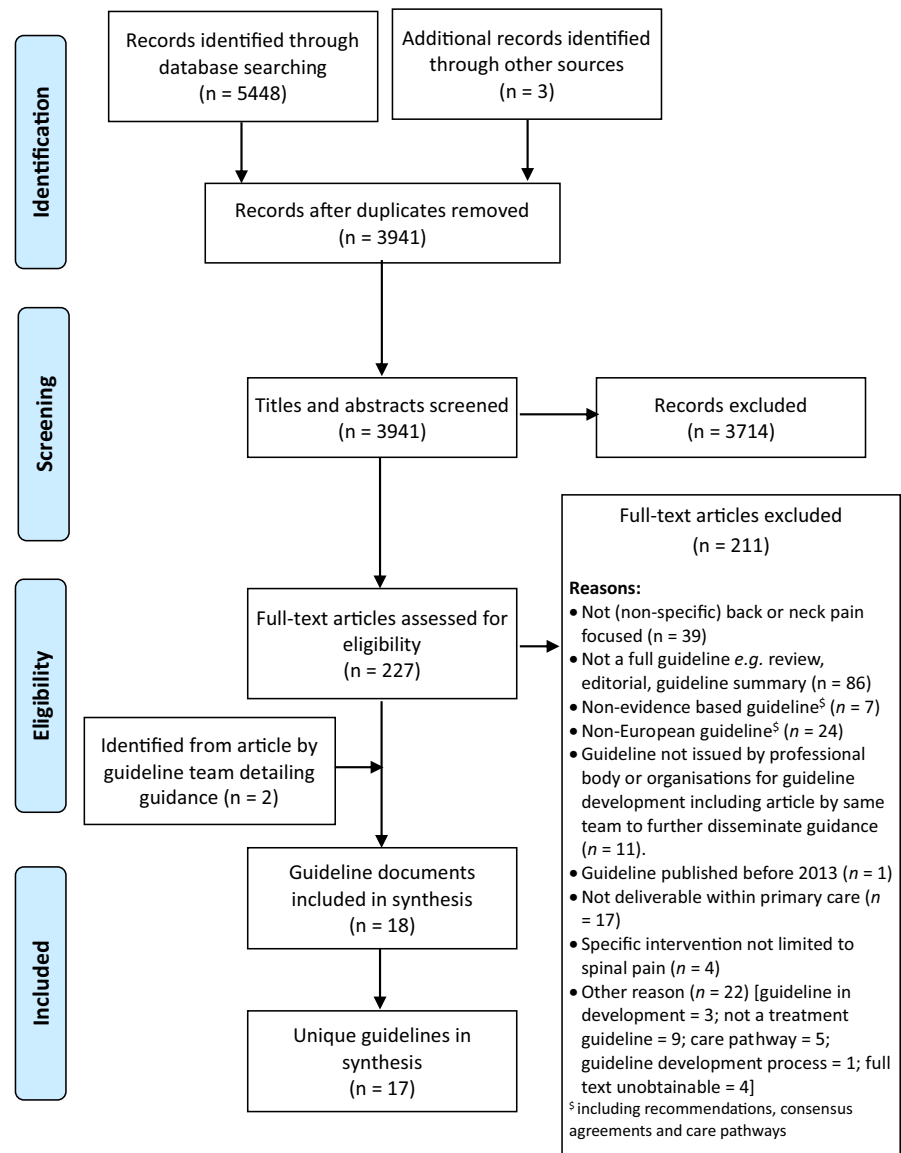 Identification
Records identified through
database searching
(n = 5448)
Additional records identified
through other sources
(n = 3)
Records after duplicates removed
(n = 3941)
Screening
Titles and abstracts screened
(n = 3941)
Records excluded
(n = 3714)
Eligibility
Full-text articles assessed for
eligibility
(n = 227)
Full-text articles excluded
(n = 211)
Reasons:
• Not (non-specific) back or neck pain
focused (n = 39)
• Not a full guideline e.g. review,
editorial, guideline summary (n = 86)
• Non-evidence based guideline$ (n = 7)
• Non-European guideline$ (n = 24)
• Guideline not issued by professional
body or organisations for guideline
development including article by same
team to further disseminate guidance
(n = 11).
• Guideline published before 2013 (n = 1)
• Not deliverable within primary care (n
= 17)
• Specific intervention not limited to
spinal pain (n = 4)
• Other reason (n = 22) [guideline in
development = 3; not a treatment
guideline = 9; care pathway = 5;
guideline development process = 1; full
text unobtainable = 4]
$ including recommendations, consensus
agreements and care pathways
Identified from article by
guideline team detailing
guidance (n = 2)
Included
Guideline documents
included in synthesis
(n = 18)
Unique guidelines in
synthesis
(n = 17)